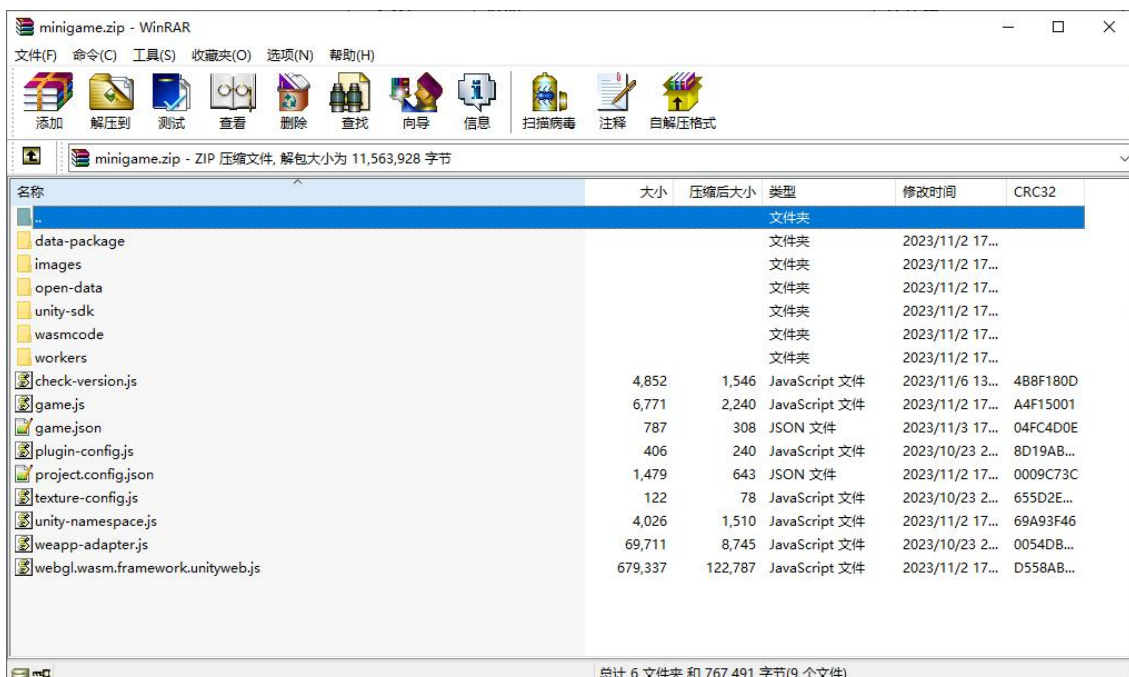 minigame.zip - WinRAR
文件(F) 命令(C) 工具(S) 收藏夹(O) 选项(N) 帮助(H)
添加 解压到 测试 查看 删除 查找 向导 信息 扫描病毒 注释 自解压格式
minigame.zip - ZIP 压缩文件, 解包大小为 11,563,928 字节
名称 大小 压缩后大小 类型 修改时间 CRC32
.. 文件夹
data-package 文件夹 2023/11/2 17...
images 文件夹 2023/11/2 17...
open-data 文件夹 2023/11/2 17...
unity-sdk 文件夹 2023/11/2 17...
wasmcode 文件夹 2023/11/2 17...
workers 文件夹 2023/11/2 17...
check-version.js 4,852 1,546 JavaScript 文件 2023/11/6 13... 4B8F180D
game.js 6,771 2,240 JavaScript 文件 2023/11/2 17... A4F15001
game.json 787 308 JSON 文件 2023/11/3 17... 04FC4D0E
plugin-config.js 406 240 JavaScript 文件 2023/10/23 2... 8D19AB...
project.config.json 1,479 643 JSON 文件 2023/11/2 17... 0009C73C
texture-config.js 122 78 JavaScript 文件 2023/10/23 2... 655D2E...
unity-namespace.js 4,026 1,510 JavaScript 文件 2023/11/2 17... 69A93F46
weapp-adapter.js 69,711 8,745 JavaScript 文件 2023/10/23 2... 0054DB...
webgl.wasm.framework.unityweb.js 679,337 122,787 JavaScript 文件 2023/11/2 17... D558AB...
总计 6 文件夹 和 767,491 字节(9 个文件)